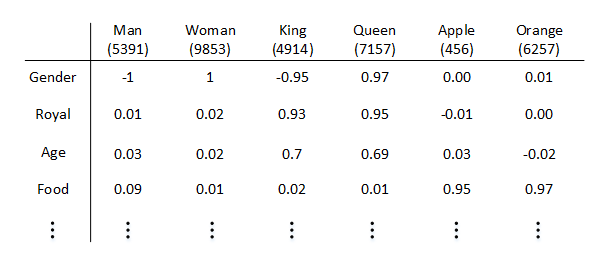 Man Woman King Queen Apple Orange
(5391) (9853) (4914) (7157) (456) (6257)
Gender -1 1 -0.95 0.97 0.00 0.01
Royal 0.01 0.02 0.93 0.95 -0.01 0.00
Age 0.03 0.02 0.7 0.69 0.03 -0.02
Food 0.09 0.01 0.02 0.01 0.95 0.97
⋮ ⋮ ⋮ ⋮ ⋮ ⋮ ⋮